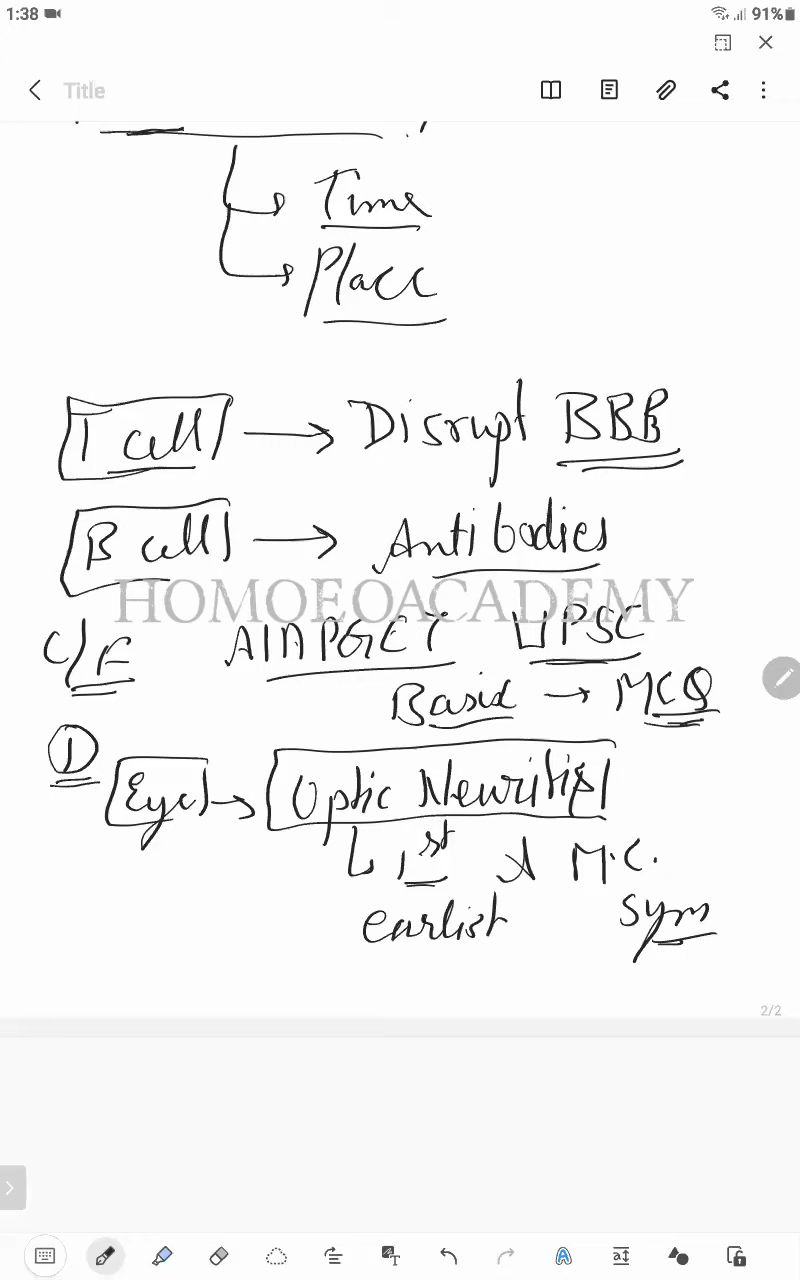 1:38 91%
Title
Time
Place
T cell → Disrupt BBB
B cell → Antibodies
HOMOEOACADEMY
C/F AIAPGET UPSC
Basic → MCQ
①
Eye → Optic Neuritis
1st & M.C.
earlist sym
2/2